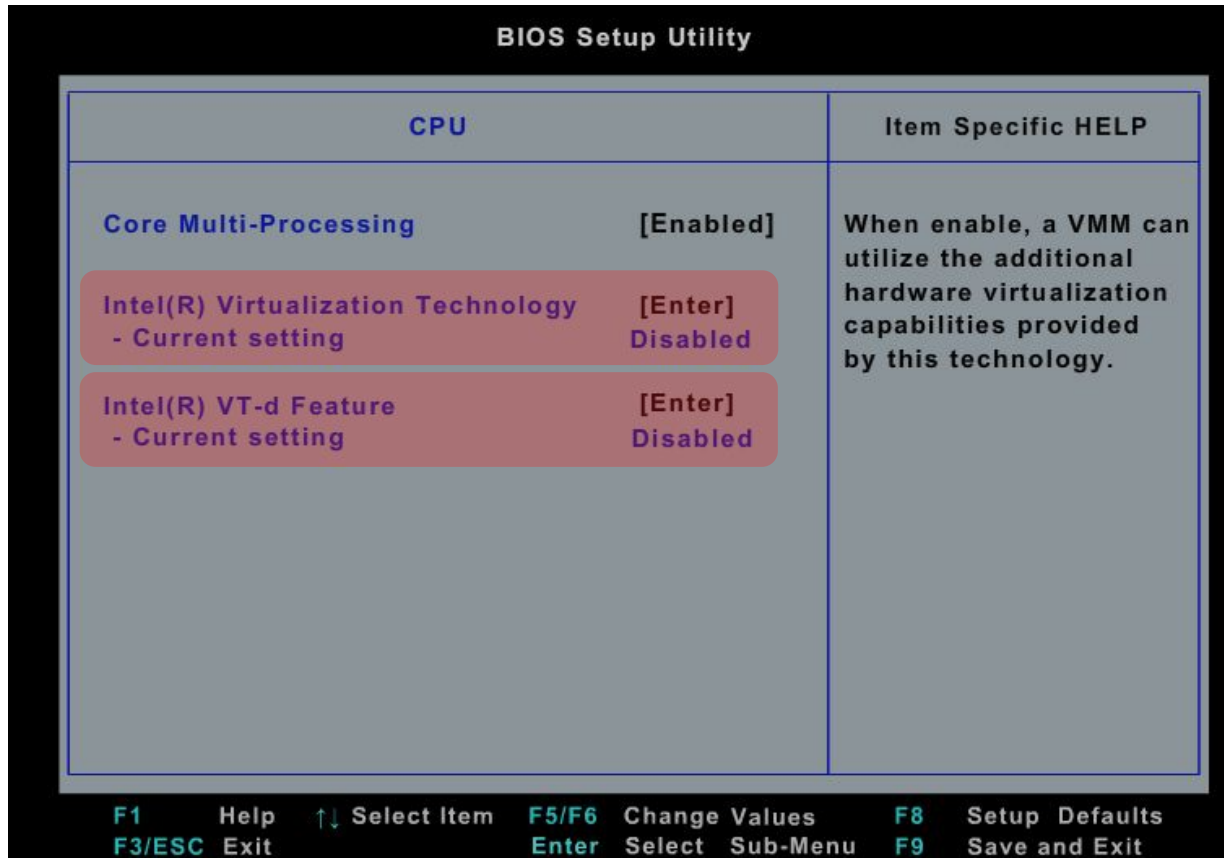 BIOS Setup Utility
CPU
Item Specific HELP
Core Multi-Processing [Enabled]
Intel(R) Virtualization Technology [Enter]
- Current setting Disabled
Intel(R) VT-d Feature [Enter]
- Current setting Disabled
When enable, a VMM can
utilize the additional
hardware virtualization
capabilities provided
by this technology.
F1 Help ↑↓ Select Item F5/F6 Change Values F8 Setup Defaults
F3/ESC Exit Enter Select Sub-Menu F9 Save and Exit